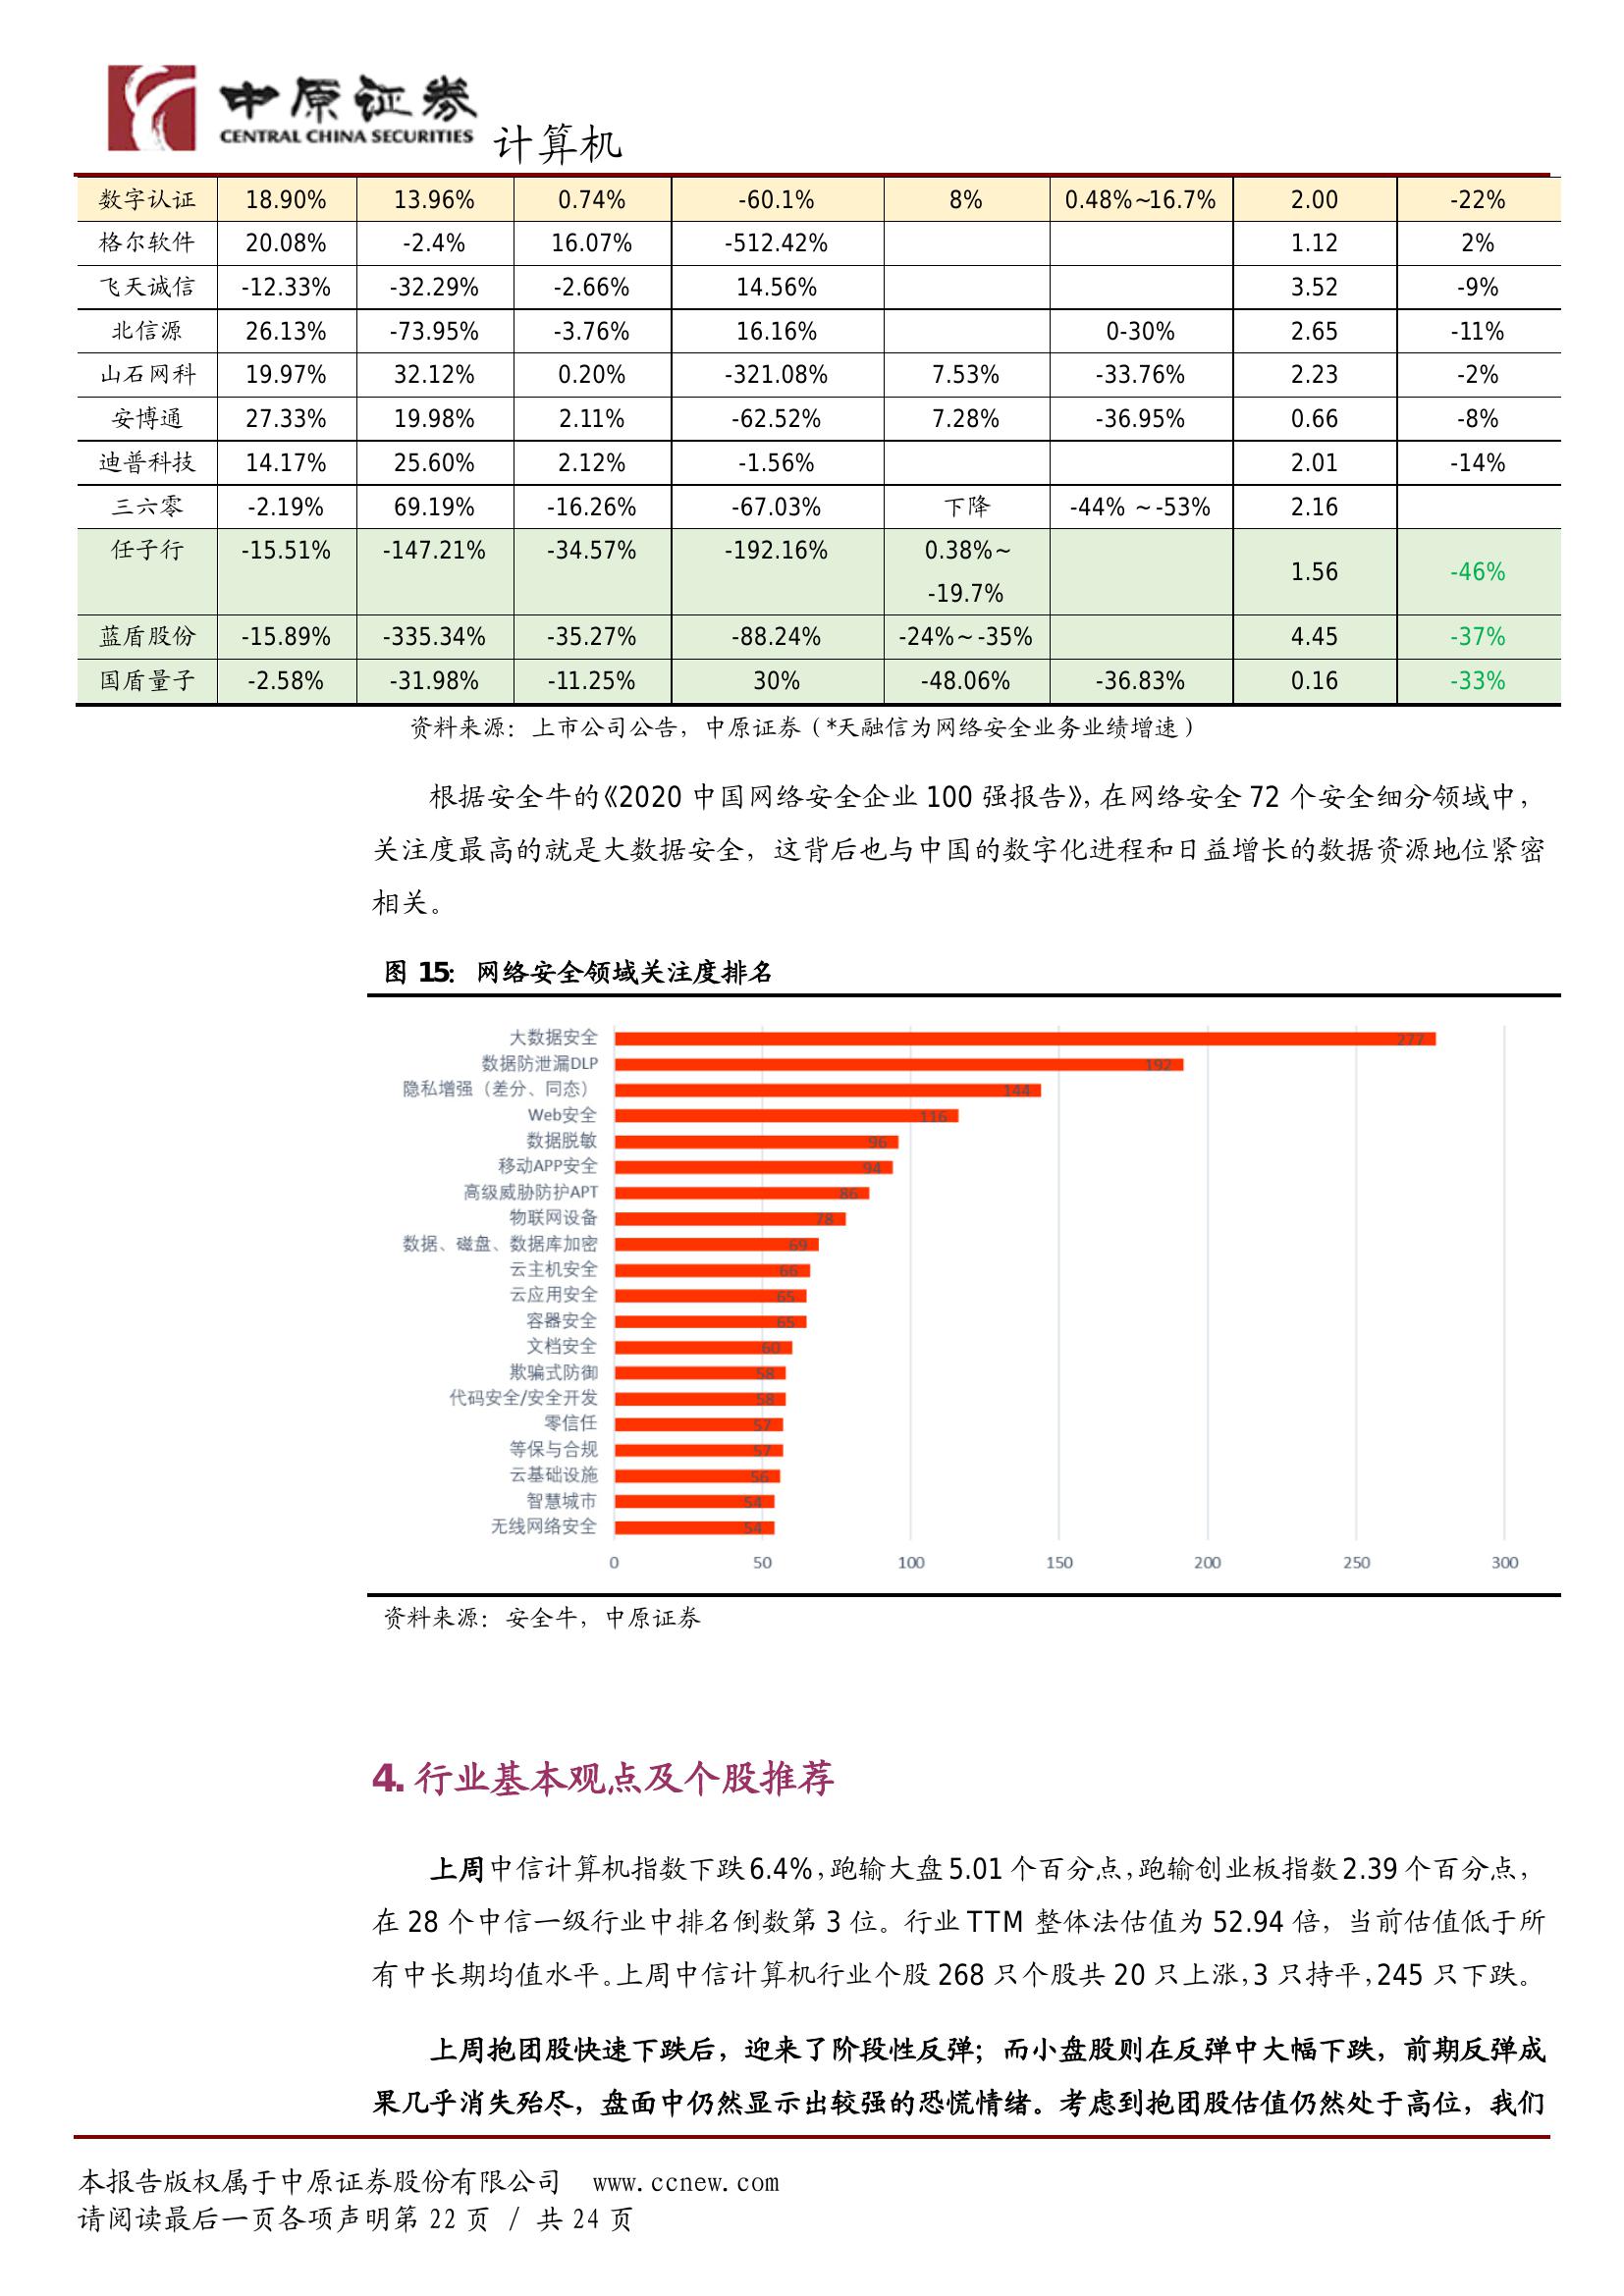 中原证券
CENTRAL CHINA SECURITIES 计算机
数字认证 18.90% 13.96% 0.74% -60.1% 8% 0.48%~16.7% 2.00 -22%
格尔软件 20.08% -2.4% 16.07% -512.42% 1.12 2%
飞天诚信 -12.33% -32.29% -2.66% 14.56% 3.52 -9%
北信源 26.13% -73.95% -3.76% 16.16% 0-30% 2.65 -11%
山石网科 19.97% 32.12% 0.20% -321.08% 7.53% -33.76% 2.23 -2%
安博通 27.33% 19.98% 2.11% -62.52% 7.28% -36.95% 0.66 -8%
迪普科技 14.17% 25.60% 2.12% -1.56% 2.01 -14%
三六零 -2.19% 69.19% -16.26% -67.03% 下降 -44% ~ -53% 2.16
任子行 -15.51% -147.21% -34.57% -192.16% 0.38%~ 1.56 -46%
-19.7%
蓝盾股份 -15.89% -335.34% -35.27% -88.24% -24%~ -35% 4.45 -37%
国盾量子 -2.58% -31.98% -11.25% 30% -48.06% -36.83% 0.16 -33%
资料来源：上市公司公告，中原证券（*天融信为网络安全业务业绩增速）
根据安全牛的《2020 中国网络安全企业 100 强报告》，在网络安全 72 个安全细分领域中，
关注度最高的就是大数据安全，这背后也与中国的数字化进程和日益增长的数据资源地位紧密
相关。
图 15： 网络安全领域关注度排名
大数据安全 277
数据防泄漏DLP 192
隐私增强（差分、同态） 144
Web安全 116
数据脱敏 96
移动APP安全 94
高级威胁防护APT 86
物联网设备 78
数据、磁盘、数据库加密 69
云主机安全 66
云应用安全 65
容器安全 65
文档安全 60
欺骗式防御 58
代码安全/安全开发 58
零信任 57
等保与合规 57
云基础设施 56
智慧城市 54
无线网络安全 54
0 50 100 150 200 250 300
资料来源：安全牛，中原证券
4. 行业基本观点及个股推荐
上周中信计算机指数下跌 6.4%，跑输大盘 5.01 个百分点，跑输创业板指数 2.39 个百分点，
在 28 个中信一级行业中排名倒数第 3 位。行业 TTM 整体法估值为 52.94 倍，当前估值低于所
有中长期均值水平。上周中信计算机行业个股 268 只个股共 20 只上涨，3 只持平，245 只下跌。
上周抱团股快速下跌后，迎来了阶段性反弹；而小盘股则在反弹中大幅下跌，前期反弹成
果几乎消失殆尽，盘面中仍然显示出较强的恐慌情绪。考虑到抱团股估值仍然处于高位，我们
本报告版权属于中原证券股份有限公司 www.ccnew.com
请阅读最后一页各项声明第 22 页 / 共 24 页